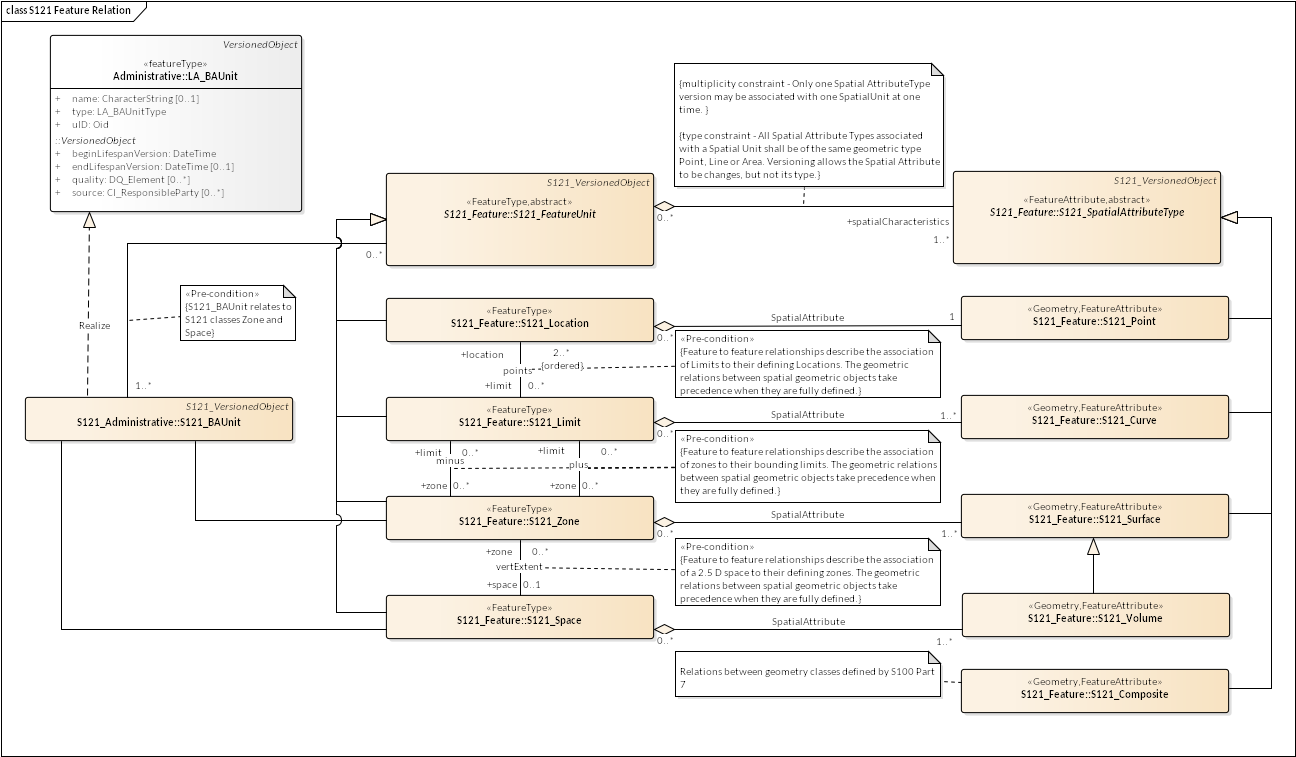 class S121 Feature Relation
VersionedObject
«featureType»
Administrative::LA_BAUnit
+ name: CharacterString [0..1]
+ type: LA_BAUnitType
+ uID: Oid
::VersionedObject
+ beginLifespanVersion: DateTime
+ endLifespanVersion: DateTime [0..1]
+ quality: DQ_Element [0..*]
+ source: CI_ResponsibleParty [0..*]
{multiplicity constraint - Only one Spatial AttributeType
version may be associated with one SpatialUnit at one
time. }
{type constraint - All Spatial Attribute Types associated
with a Spatial Unit shall be of the same geometric type
Point, Line or Area. Versioning allows the Spatial Attribute
to be changes, but not its type.}
S121_VersionedObject
«FeatureType,abstract»
S121_Feature::S121_FeatureUnit
0..*
0..*
+spatialCharacteristics
1..*
S121_VersionedObject
«FeatureAttribute,abstract»
S121_Feature::S121_SpatialAttributeType
Realize
«Pre-condition»
{S121_BAUnit relates to
S121 classes Zone and
Space}
1..*
S121_VersionedObject
S121_Administrative::S121_BAUnit
«FeatureType»
S121_Feature::S121_Location
0..*
SpatialAttribute
1
«Geometry,FeatureAttribute»
S121_Feature::S121_Point
+location
2..*
{ordered}
points
+limit
0..*
«Pre-condition»
{Feature to feature relationships describe the association
of Limits to their defining Locations. The geometric
relations between spatial geometric objects take
precedence when they are fully defined.}
«FeatureType»
S121_Feature::S121_Limit
0..*
SpatialAttribute
1..*
«Geometry,FeatureAttribute»
S121_Feature::S121_Curve
+limit
0..*
minus
+zone
0..*
+limit
0..*
plus
+zone
0..*
«Pre-condition»
{Feature to feature relationships describe the association
of zones to their bounding limits. The geometric relations
between spatial geometric objects take precedence when
they are fully defined.}
«FeatureType»
S121_Feature::S121_Zone
0..*
SpatialAttribute
1..*
«Geometry,FeatureAttribute»
S121_Feature::S121_Surface
+zone
0..*
vertExtent
+space
0..1
«Pre-condition»
{Feature to feature relationships describe the association
of a 2.5 D space to their defining zones. The geometric
relations between spatial geometric objects take
precedence when they are fully defined.}
«FeatureType»
S121_Feature::S121_Space
0..*
SpatialAttribute
1..*
«Geometry,FeatureAttribute»
S121_Feature::S121_Volume
Relations between geometry classes defined by S100 Part
7
«Geometry,FeatureAttribute»
S121_Feature::S121_Composite